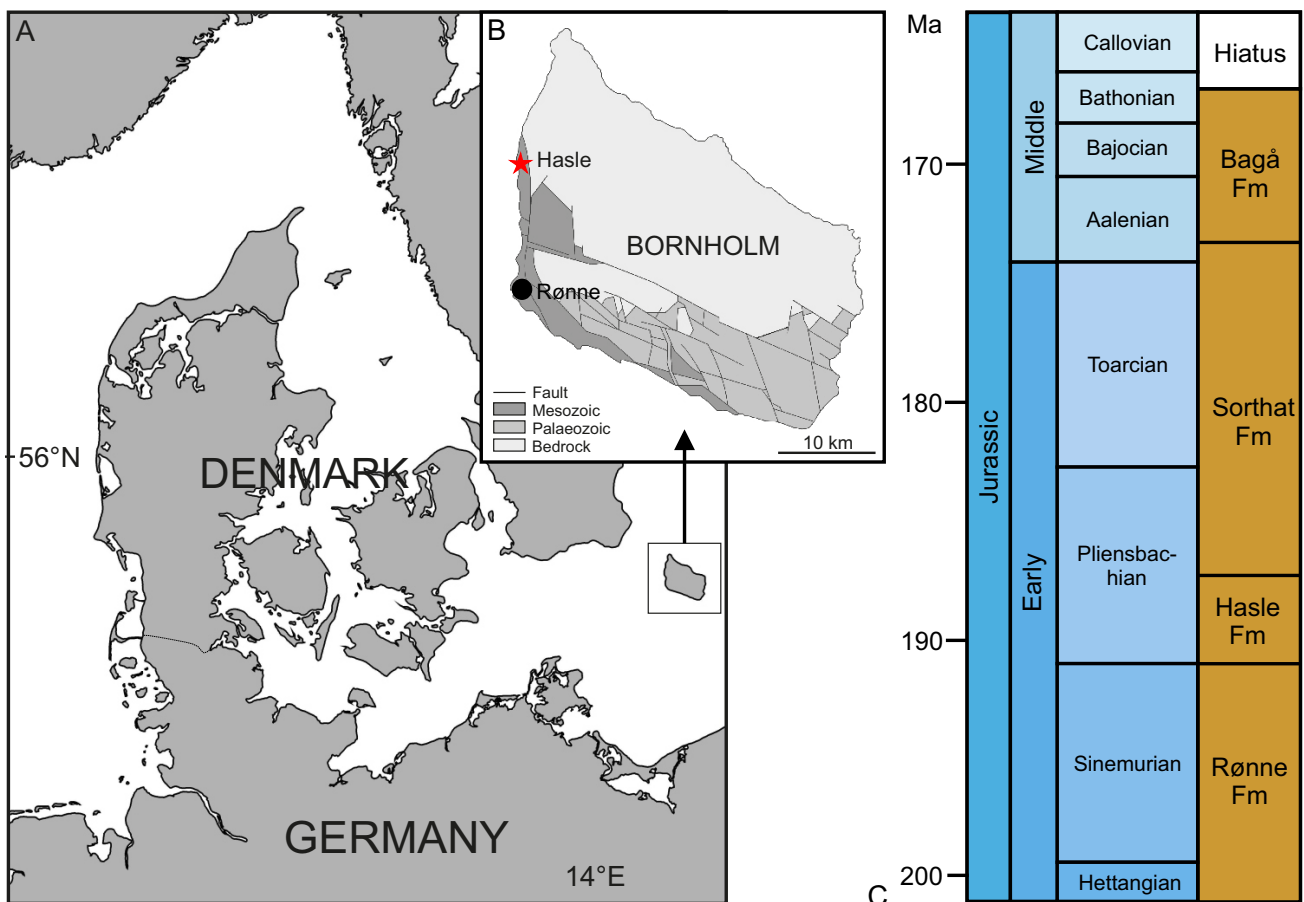 A
56°N
DENMARK
GERMANY
14°E
B
Hasle
BORNHOLM
Rønne
Fault
Mesozoic
Palaeozoic
Bedrock
10 km
C
Ma
170
180
190
200
Jurassic
Middle
Early
Callovian
Bathonian
Bajocian
Aalenian
Toarcian
Pliensbac-
hian
Sinemurian
Hettangian
Hiatus
Bagå
Fm
Sorthat
Fm
Hasle
Fm
Rønne
Fm